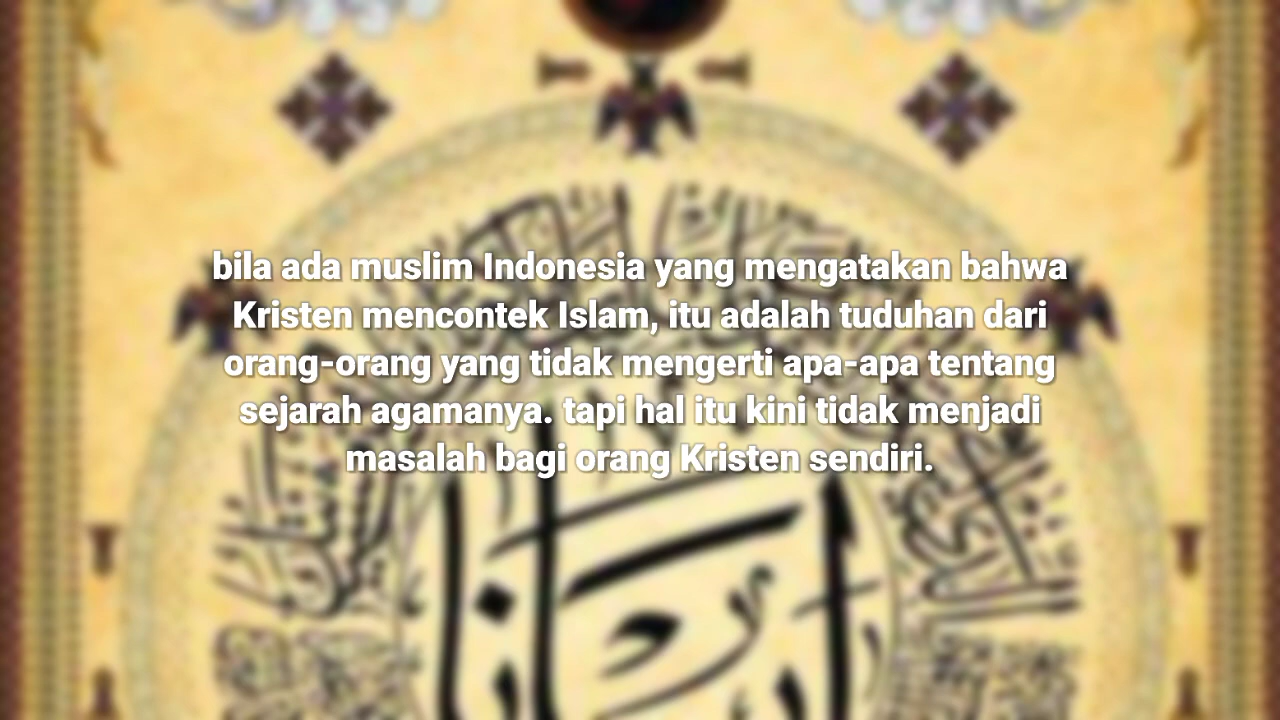 bila ada muslim Indonesia yang mengatakan bahwa
Kristen mencontek Islam, itu adalah tuduhan dari
orang-orang yang tidak mengerti apa-apa tentang
sejarah agamanya. tapi hal itu kini tidak menjadi
masalah bagi orang Kristen sendiri.